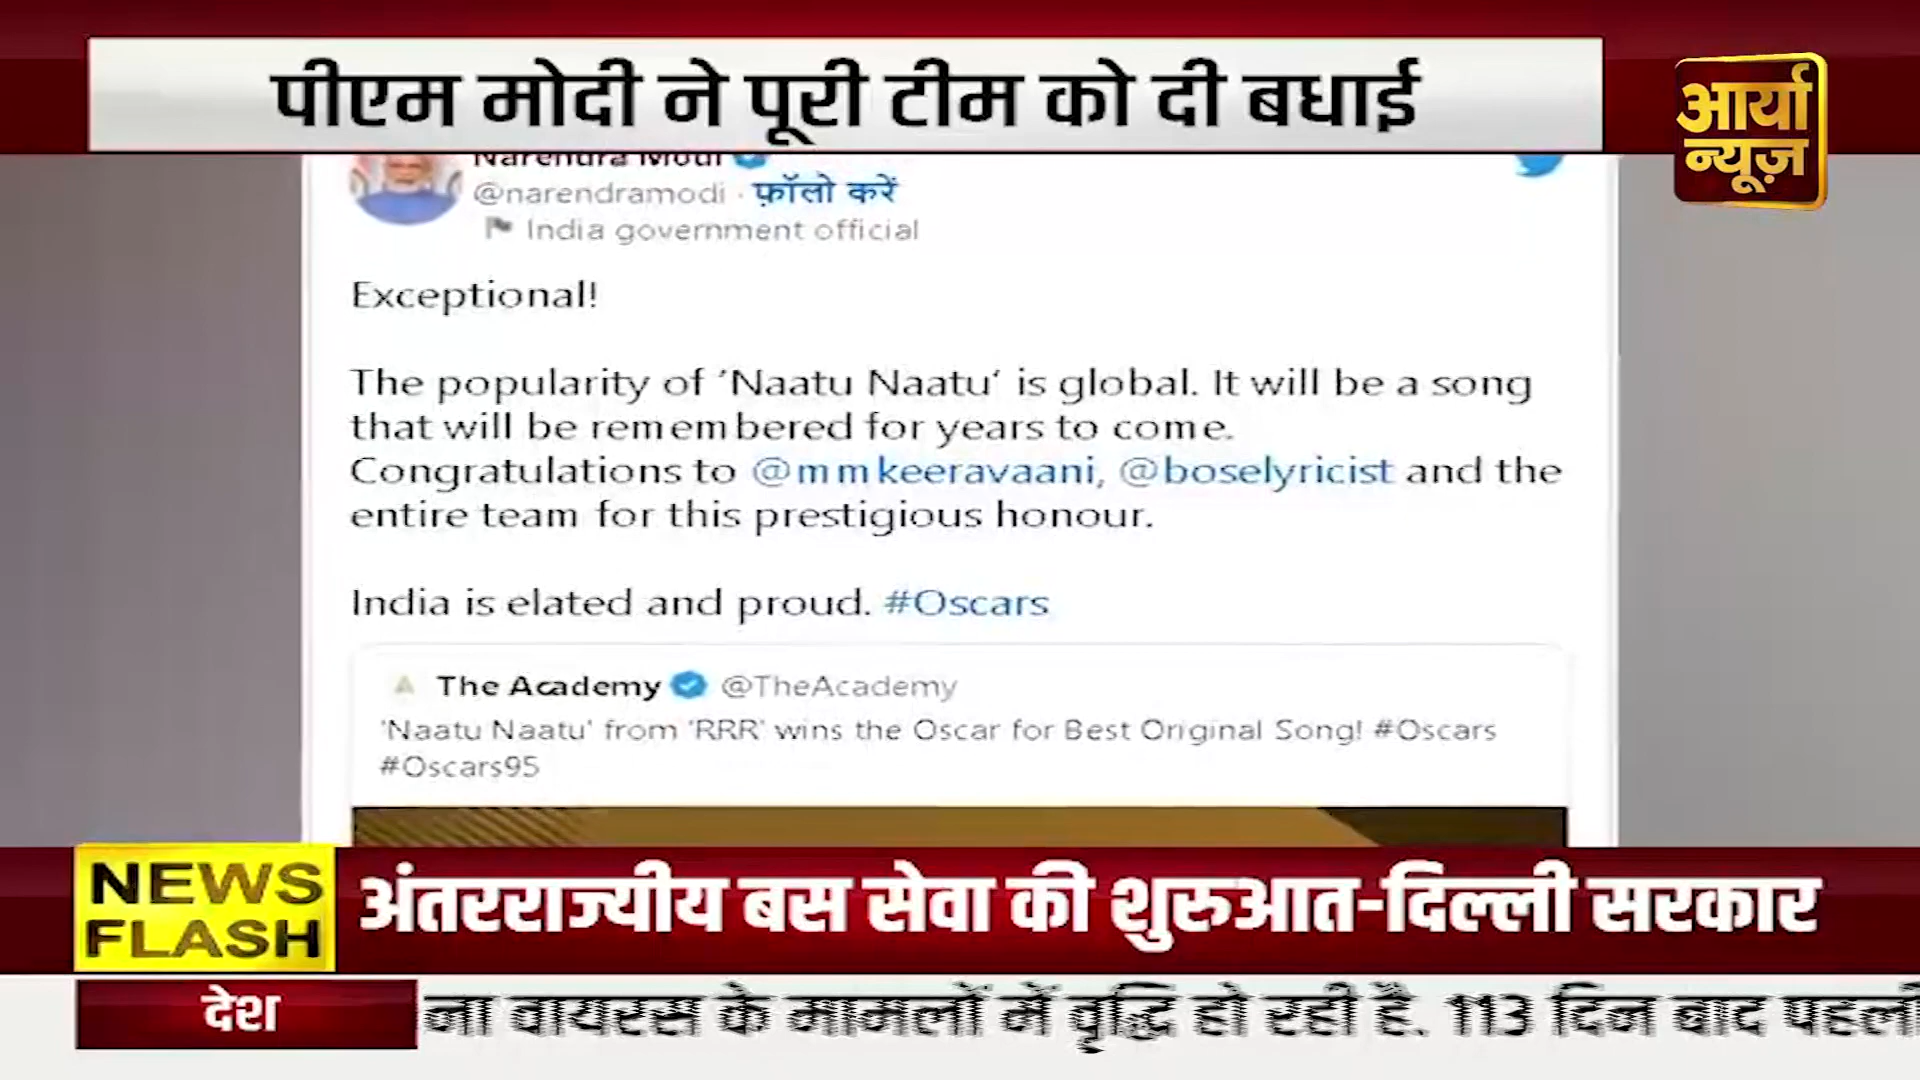 पीएम मोदी ने पूरी टीम को दी बधाई
आर्या
न्यूज़
Narendra Modi
@narendramodi · फ़ॉलो करें
India government official
Exceptional!
The popularity of ‘Naatu Naatu’ is global. It will be a song
that will be remembered for years to come.
Congratulations to @mmkeeravaani, @boselyricist and the
entire team for this prestigious honour.
India is elated and proud. #Oscars
The Academy @TheAcademy
'Naatu Naatu' from 'RRR' wins the Oscar for Best Original Song! #Oscars
#Oscars95
NEWS
FLASH
अंतरराज्यीय बस सेवा की शुरुआत-दिल्ली सरकार
देश
ना वायरस के मामलों में वृद्धि हो रही है. 113 दिन बाद पहली